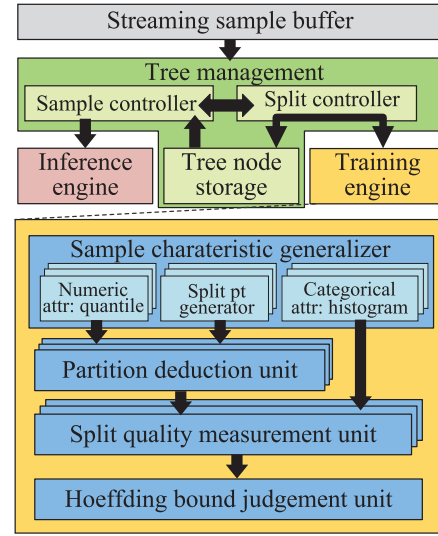 Streaming sample buffer
Tree management
Sample controller
Split controller
Inference
engine
Tree node
storage
Training
engine
Sample charateristic generalizer
Numeric
attr: quantile
Split pt
generator
Categorical
attr: histogram
Partition deduction unit
Split quality measurement unit
Hoeffding bound judgement unit